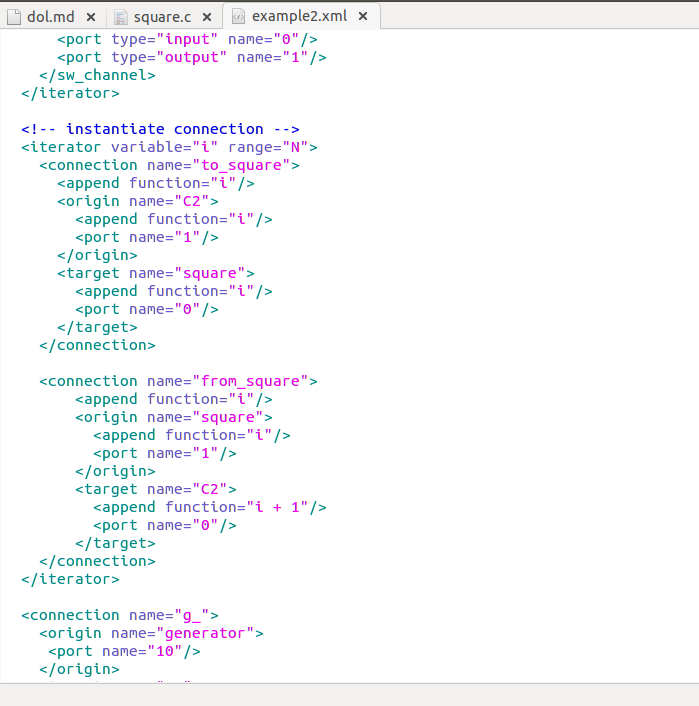 dol.md × square.c × example2.xml ×
<port type="input" name="0"/>
<port type="output" name="1"/>
</sw_channel>
</iterator>
<!-- instantiate connection -->
<iterator variable="i" range="N">
<connection name="to_square">
<append function="i"/>
<origin name="C2">
<append function="i"/>
<port name="1"/>
</origin>
<target name="square">
<append function="i"/>
<port name="0"/>
</target>
</connection>
<connection name="from_square">
<append function="i"/>
<origin name="square">
<append function="i"/>
<port name="1"/>
</origin>
<target name="C2">
<append function="i + 1"/>
<port name="0"/>
</target>
</connection>
</iterator>
<connection name="g_">
<origin name="generator">
<port name="10"/>
</origin>